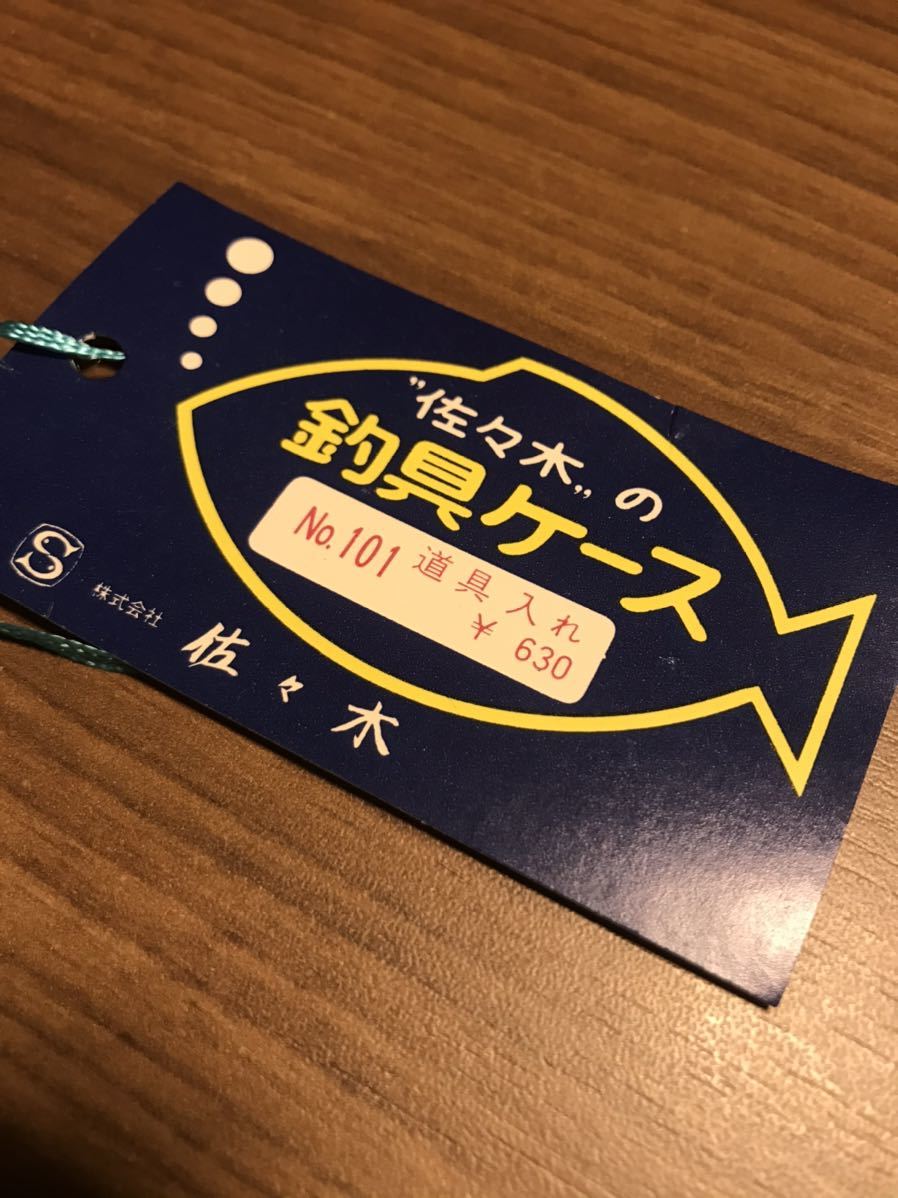 ”佐々木”の
釣具ケース
No.101 道具入れ
¥ 630
S 株式会社 佐々木